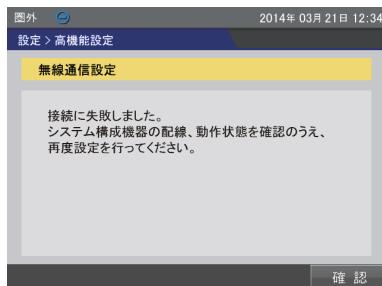 圏外 2014年 03月 21日 12:34
設定 > 高機能設定
無線通信設定
接続に失敗しました。
システム構成機器の配線、動作状態を確認のうえ、
再度設定を行ってください。
確 認